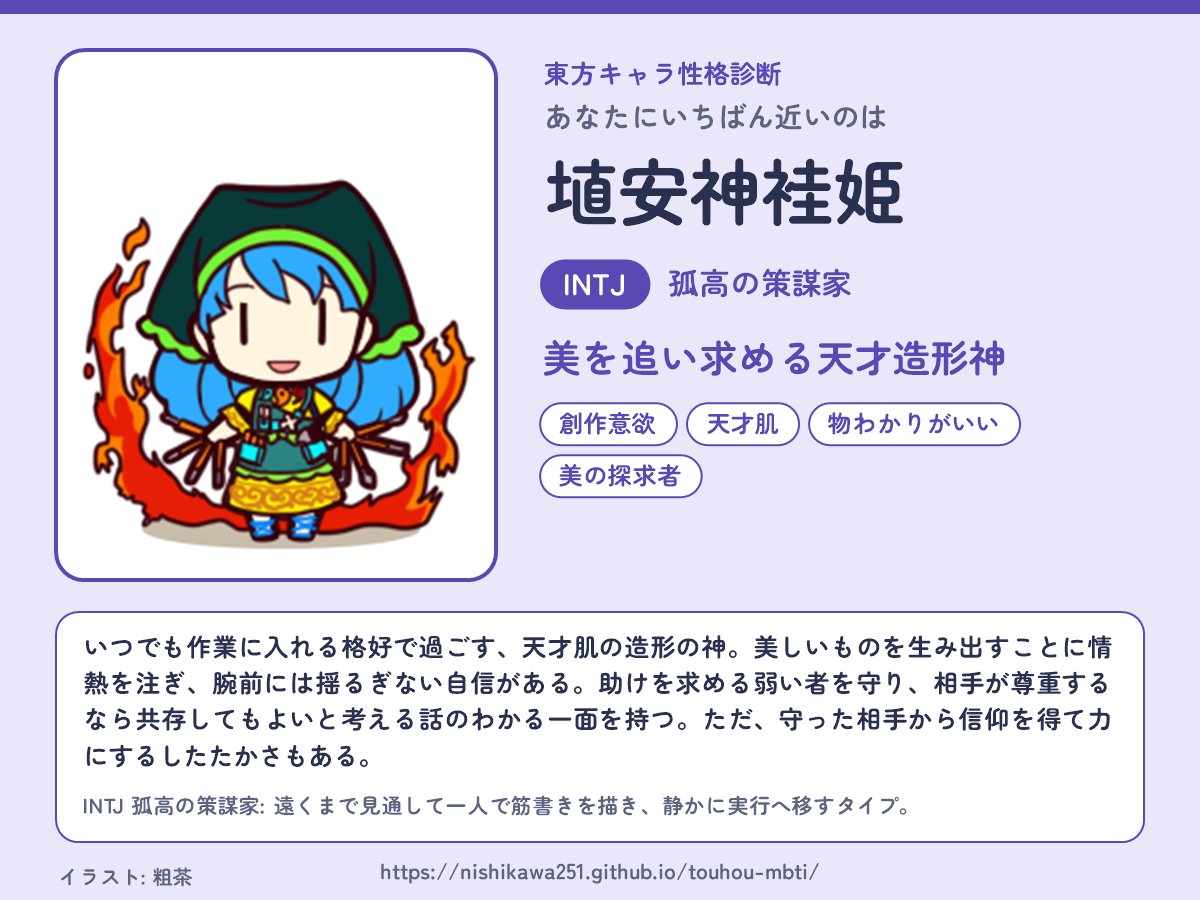 東方キャラ性格診断
あなたにいちばん近いのは
埴安神袿姫
INTJ 孤高の策謀家
美を追い求める天才造形神
創作意欲 天才肌 物わかりがいい
美の探求者
いつでも作業に入れる格好で過ごす、天才肌の造形の神。美しいものを生み出すことに情
熱を注ぎ、腕前には揺るぎない自信がある。助けを求める弱い者を守り、相手が尊重する
なら共存してもよいと考える話のわかる一面を持つ。ただ、守った相手から信仰を得て力
にするしたたかさもある。
INTJ 孤高の策謀家: 遠くまで見通して一人で筋書きを描き、静かに実行へ移すタイプ。
イラスト: 粗茶
https://nishikawa251.github.io/touhou-mbti/